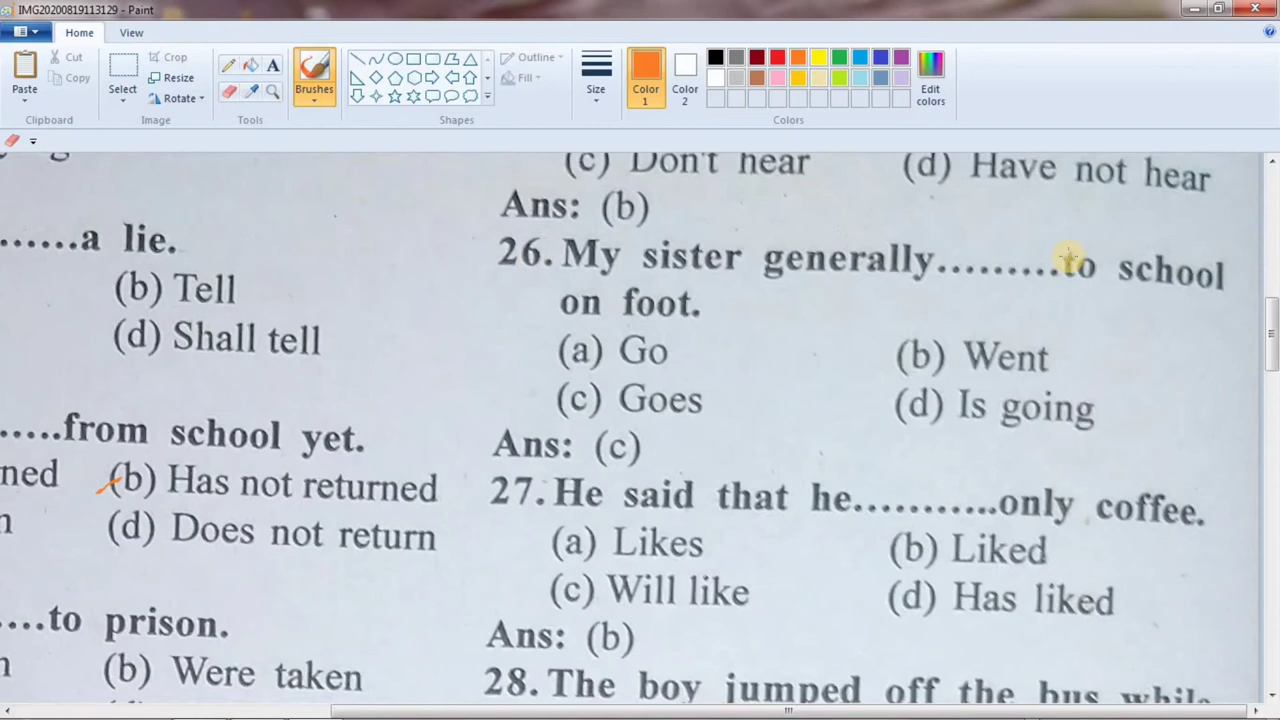 IMG20200819113129 - Paint
Home View
Paste
Cut
Copy
Clipboard
Select
Crop
Resize
Rotate
Image
Tools
Brushes
Outline
Fill
Shapes
Size
Color 1
Color 2
Edit colors
Colors
......a lie.
(b) Tell
(d) Shall tell
.....from school yet.
ned (b) Has not returned
(d) Does not return
....to prison.
(b) Were taken
(c) Don't hear (d) Have not hear
Ans: (b)
26. My sister generally.........to school
on foot.
(a) Go (b) Went
(c) Goes (d) Is going
Ans: (c)
27. He said that he...........only coffee.
(a) Likes (b) Liked
(c) Will like (d) Has liked
Ans: (b)
28. The boy jumped off the bus while